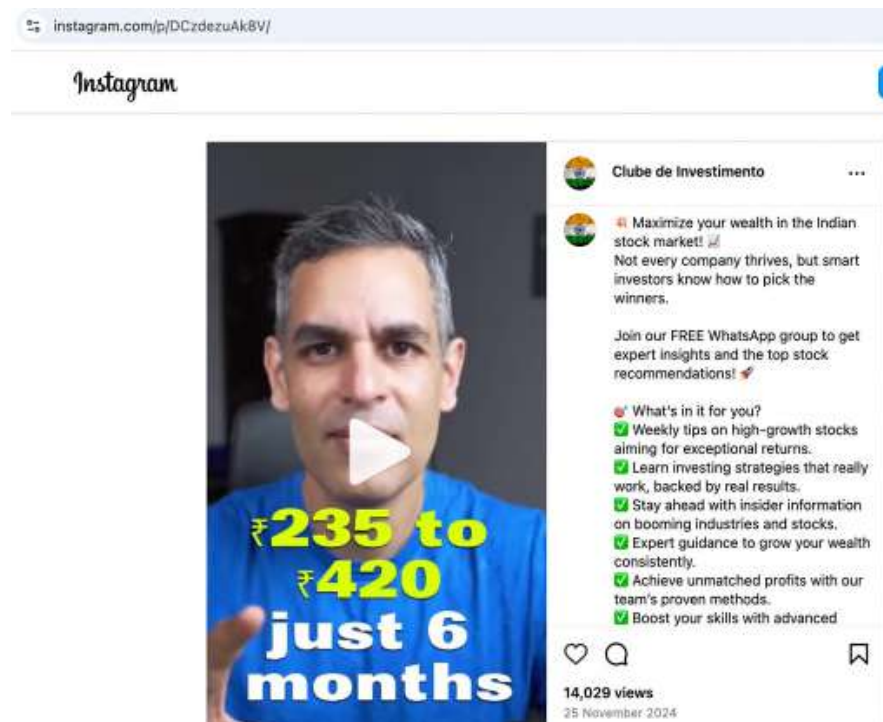 instagram.com/p/DCzdezuAk8V/
Instagram
₹235 to
₹420
just 6
months
Clube de Investimento
Maximize your wealth in the Indian
stock market!
Not every company thrives, but smart
investors know how to pick the
winners.
Join our FREE WhatsApp group to get
expert insights and the top stock
recommendations!
What's in it for you?
Weekly tips on high-growth stocks
aiming for exceptional returns.
Learn investing strategies that really
work, backed by real results.
Stay ahead with insider information
on booming industries and stocks.
Expert guidance to grow your wealth
consistently.
Achieve unmatched profits with our
team's proven methods.
Boost your skills with advanced
14,029 views
25 November 2024